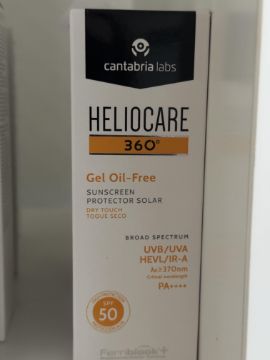 cantabria labs
HELIOCARE
360°
Gel Oil-Free
SUNSCREEN
PROTECTOR SOLAR
DRY TOUCH
TOQUE SECO
BROAD SPECTRUM
UVB/UVA
HEVL/IR-A
λc≥370nm
Critical wavelength
PA++++
SPF
50
Fernblock+